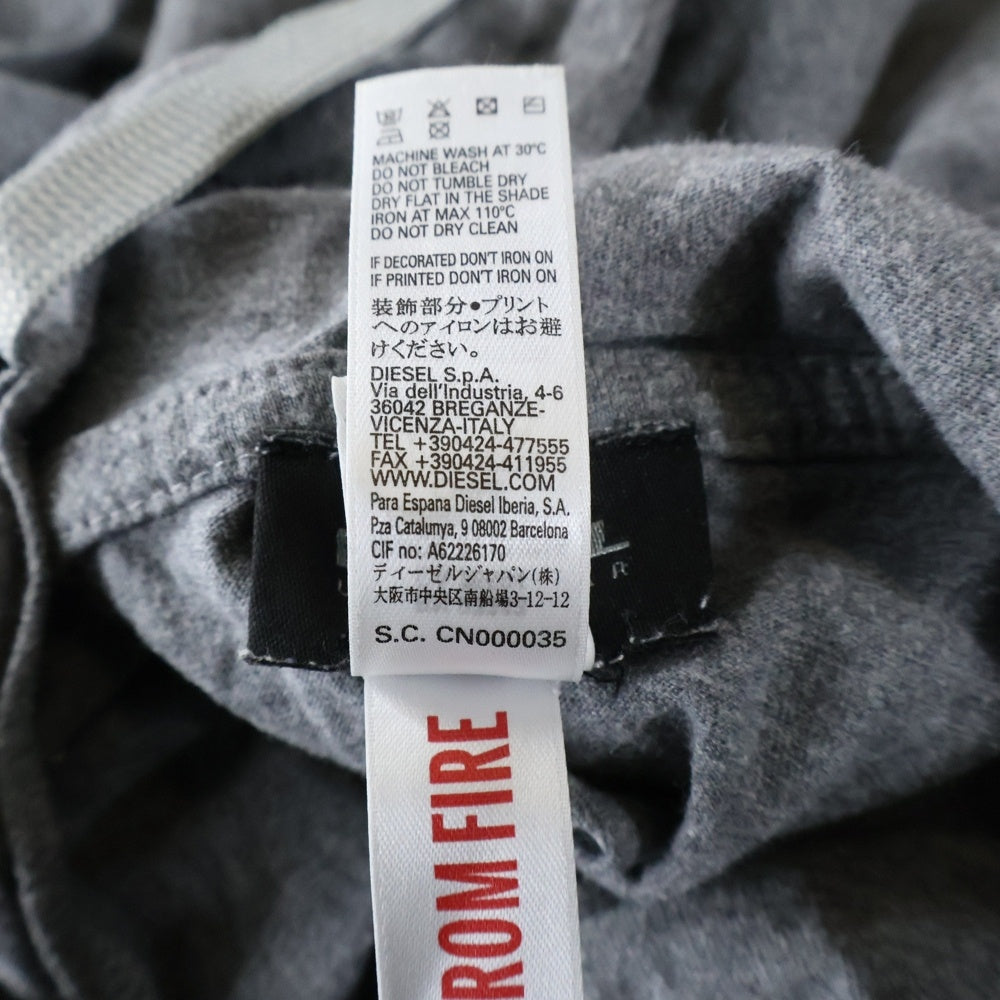 MACHINE WASH AT 30°C
DO NOT BLEACH
DO NOT TUMBLE DRY
DRY FLAT IN THE SHADE
IRON AT MAX 110°C
DO NOT DRY CLEAN
IF DECORATED DON'T IRON ON
IF PRINTED DON'T IRON ON
装飾部分●プリント
へのアイロンはお避
けください。
DIESEL S.p.A.
Via dell'Industria, 4-6
36042 BREGANZE-
VICENZA-ITALY
TEL +390424-477555
FAX +390424-411955
WWW.DIESEL.COM
Para Espana Diesel Iberia, S.A.
P.za Catalunya, 9 08002 Barcelona
CIF no: A62226170
ディーゼルジャパン(株)
大阪市中央区南船場3-12-12
S.C. CN000035
ROM FIRE